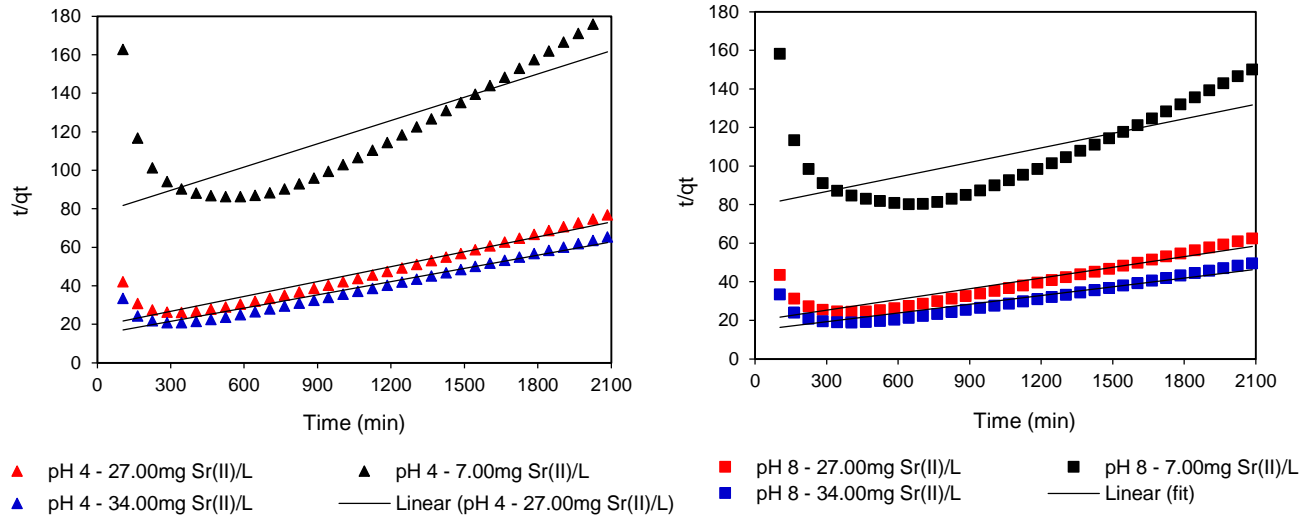 180
160
140
120
100
80
60
40
20
0
t/qt
0 300 600 900 1200 1500 1800 2100
Time (min)
▲ pH 4 - 27.00mg Sr(II)/L ▲ pH 4 - 7.00mg Sr(II)/L
▲ pH 4 - 34.00mg Sr(II)/L Linear (pH 4 - 27.00mg Sr(II)/L)
180
160
140
120
100
80
60
40
20
0
t/qt
0 300 600 900 1200 1500 1800 2100
Time (min)
■ pH 8 - 27.00mg Sr(II)/L ■ pH 8 - 7.00mg Sr(II)/L
■ pH 8 - 34.00mg Sr(II)/L Linear (fit)